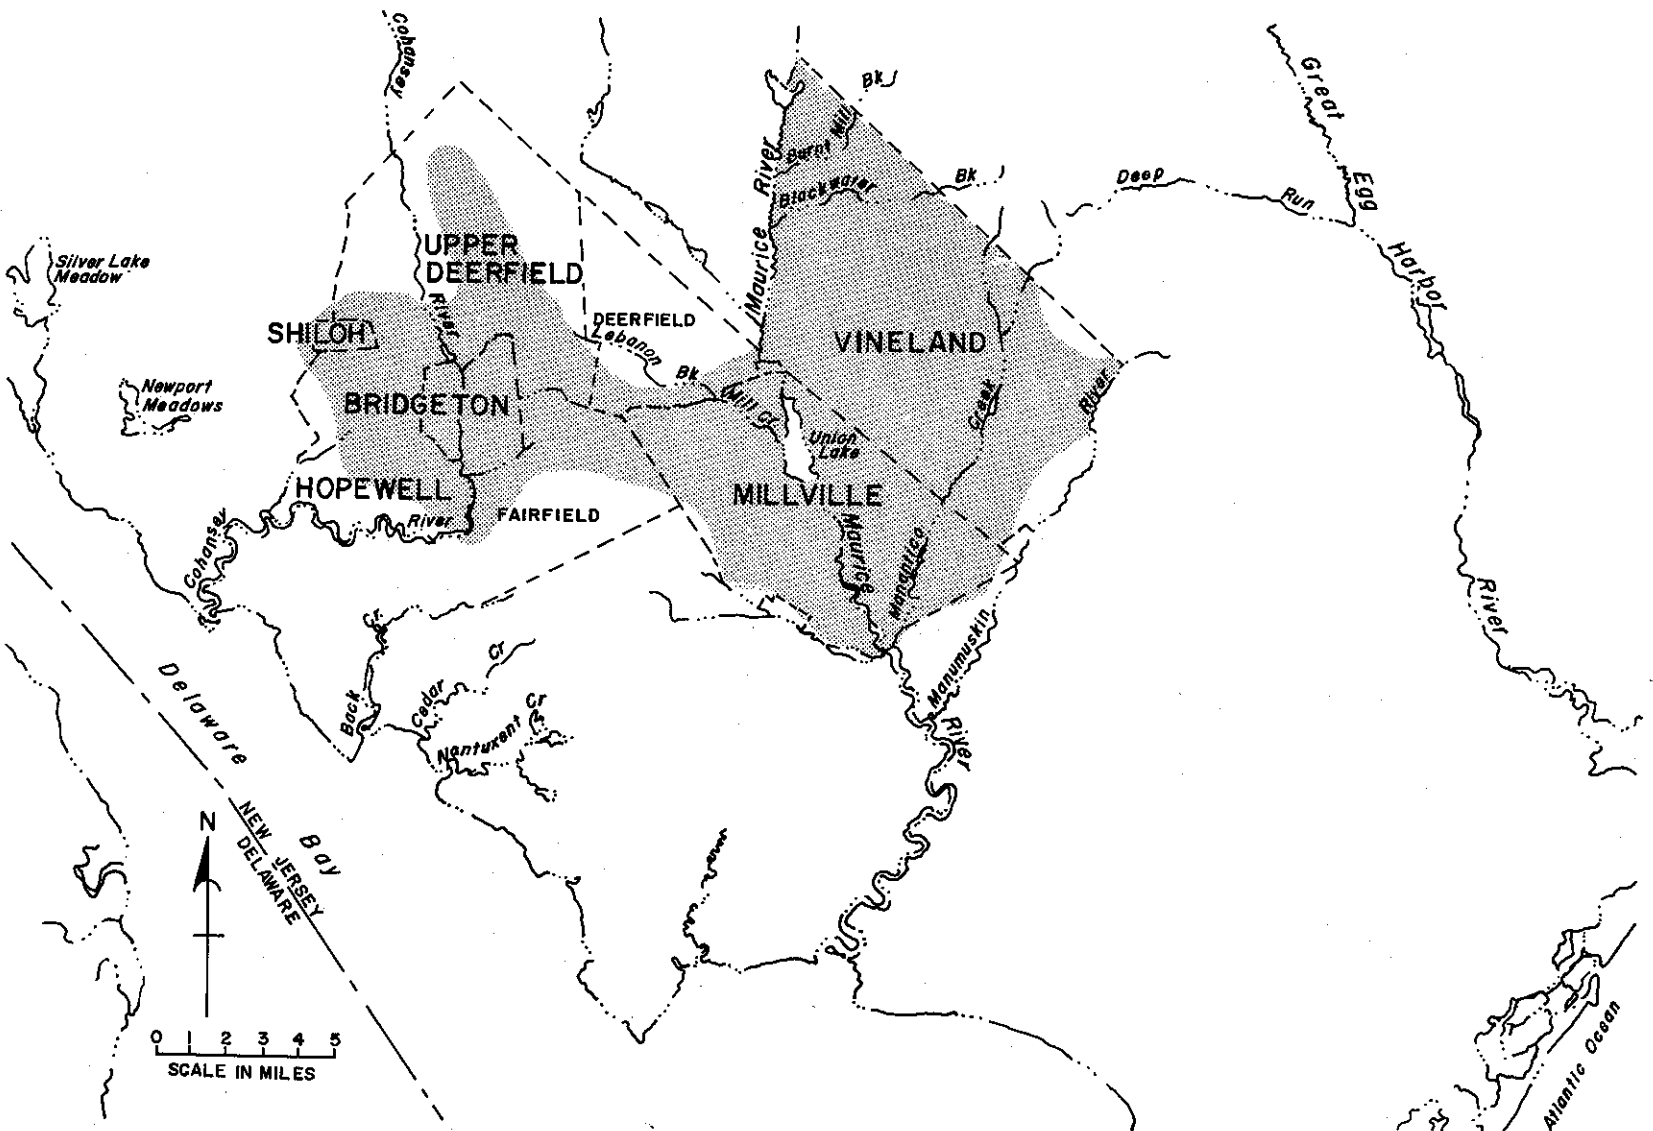 Cohansey
Great
Bk
Burnt Mill
River
Blackwater
Bk
Deep
Run
Egg
UPPER
DEERFIELD
Silver Lake
Meadow
Maurice
Harbor
River
SHILOH
DEERFIELD
Lebanon
VINELAND
Bk
Newport
Meadows
BRIDGETON
Mill Cr
Creek
River
Union
Lake
HOPEWELL
MILLVILLE
River
FAIRFIELD
Cohansey
Maurice
Manantico
River
Cr
Manumuskin
Cr
Delaware
Back
Cedar
Cr
Nantuxent
River
N
NEW JERSEY
DELAWARE
Bay
0 1 2 3 4 5
SCALE IN MILES
Atlantic Ocean